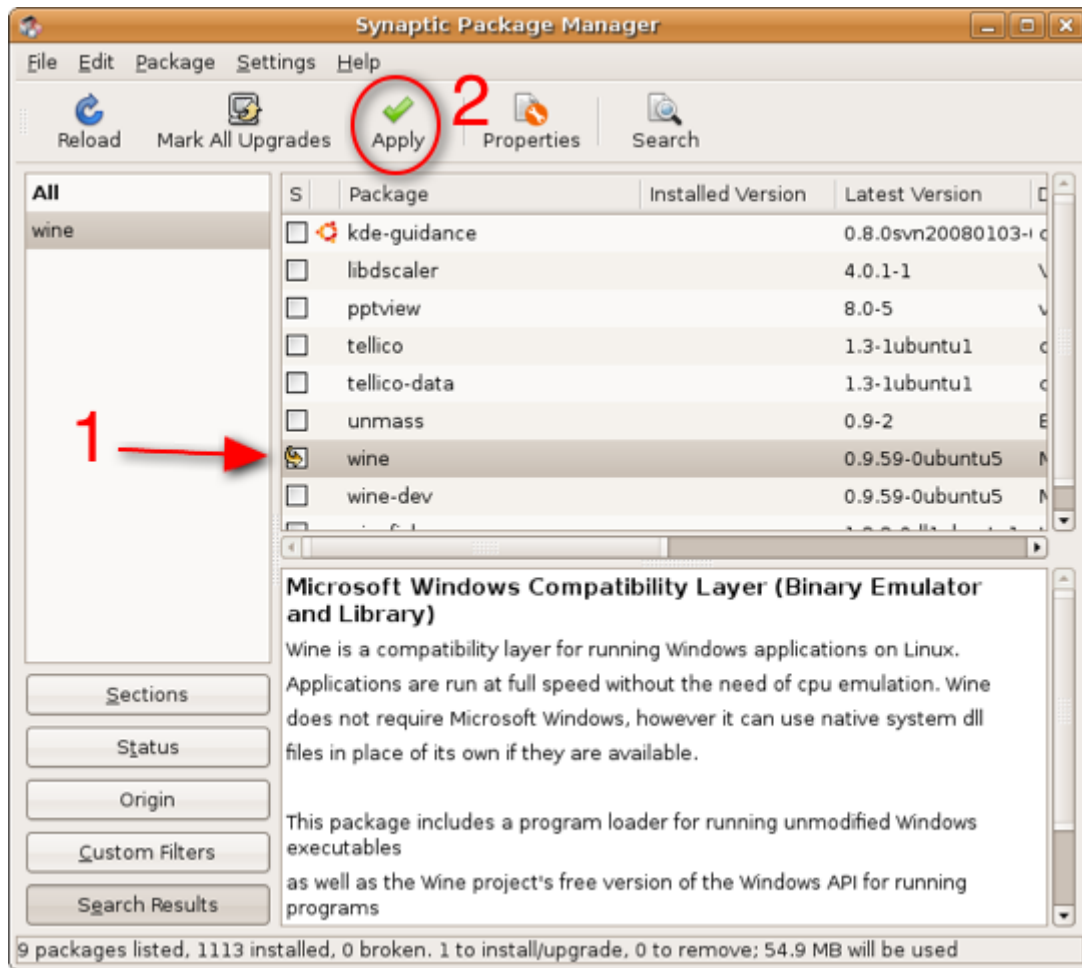 Synaptic Package Manager
File Edit Package Settings Help
2
Reload Mark All Upgrades Apply Properties Search
All
wine
S Package Installed Version Latest Version
kde-guidance 0.8.0svn20080103-
libdscaler 4.0.1-1
pptview 8.0-5
tellico 1.3-1ubuntu1
tellico-data 1.3-1ubuntu1
unmass 0.9-2
1
wine 0.9.59-0ubuntu5
wine-dev 0.9.59-0ubuntu5
Microsoft Windows Compatibility Layer (Binary Emulator
and Library)
Wine is a compatibility layer for running Windows applications on Linux.
Applications are run at full speed without the need of cpu emulation. Wine
does not require Microsoft Windows, however it can use native system dll
files in place of its own if they are available.
This package includes a program loader for running unmodified Windows
executables
as well as the Wine project's free version of the Windows API for running
programs
Sections
Status
Origin
Custom Filters
Search Results
9 packages listed, 1113 installed, 0 broken. 1 to install/upgrade, 0 to remove; 54.9 MB will be used